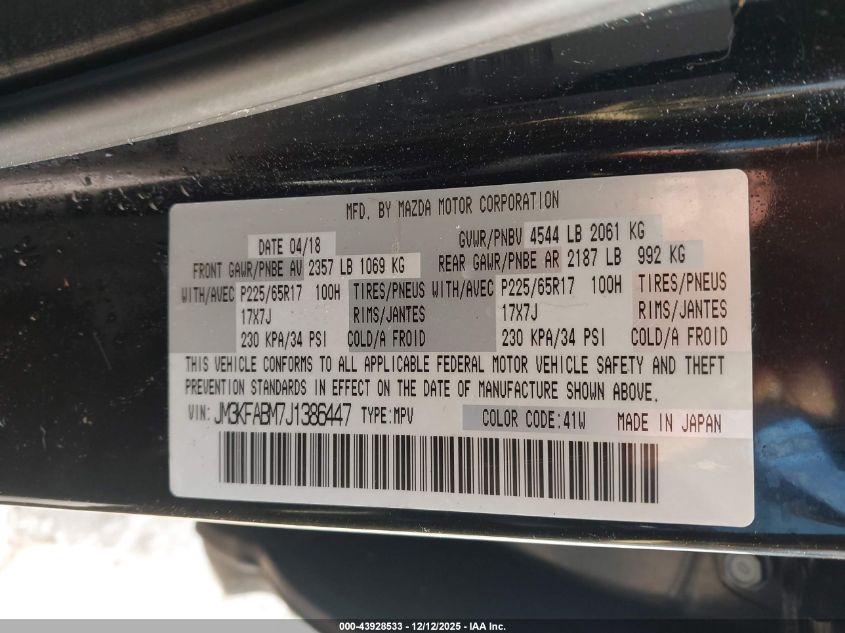 MFD. BY MAZDA MOTOR CORPORATION
DATE 04/18 GVWR/PNBV 4544 LB 2061 KG
FRONT GAWR/PNBE AV 2357 LB 1069 KG REAR GAWR/PNBE AR 2187 LB 992 KG
WITH/AVEC P225/65R17 100H TIRES/PNEUS WITH/AVEC P225/65R17 100H TIRES/PNEUS
17X7J RIMS/JANTES 17X7J RIMS/JANTES
230 KPA/34 PSI COLD/A FROID 230 KPA/34 PSI COLD/A FROID
THIS VEHICLE CONFORMS TO ALL APPLICABLE FEDERAL MOTOR VEHICLE SAFETY AND THEFT
PREVENTION STANDARDS IN EFFECT ON THE DATE OF MANUFACTURE SHOWN ABOVE.
VIN: JM3KFABM7J1386447 TYPE:MPV COLOR CODE:41W MADE IN JAPAN
000-43928533 - 12/12/2025 - IAA Inc.